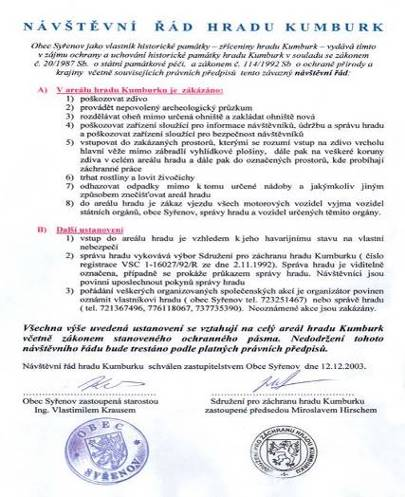 NÁVŠTĚVNÍ ŘÁD HRADU KUMBURK
Obec Syřenov jako vlastník historické památky – zříceniny hradu Kumburk – vydává tímto
v zájmu ochrany a uchování historické památky hradu Kumburk v souladu se zákonem
č. 20/1987 Sb. o státní památkové péči, a zákonem č. 114/1992 Sb o ochraně přírody a
krajiny včetně souvisejících právních předpisů tento závazný návštěvní řád:
A) V areálu hradu Kumburku je zakázáno:
1) poškozovat zdivo
2) provádět nepovolený archeologický průzkum
3) rozdělávat oheň mimo určená ohniště a zakládat ohniště nová
4) poškozovat zařízení sloužící pro informace návštěvníků, údržbu a správu hradu
a poškozovat zařízení sloužící pro bezpečnost návštěvníků
5) vstupovat do zakázaných prostorů, kterými se rozumí vstup na zdivo vrcholu
hlavní věže mimo zábradlí vyhlídkové plošiny, dále pak na veškeré koruny
zdiva v celém areálu hradu a dále pak do označených prostorů, kde probíhají
záchranné práce
6) trhat rostliny a lovit živočichy
7) odhazovat odpadky mimo k tomu určené nádoby a jakýmkoliv jiným
způsobem znečišťovat areál hradu
8) do areálu hradu je zákaz vjezdu všech motorových vozidel vyjma vozidel
státních orgánů, obce Syřenov, správy hradu a vozidel určených těmito orgány.
B) Další ustanovení
1) vstup do areálu hradu je vzhledem k jeho havarijnímu stavu na vlastní
nebezpečí
2) správu hradu vykovává výbor Sdružení pro záchranu hradu Kumburku ( číslo
registrace VSC 1-16027/92/R ze dne 2.11.1992). Správa hradu je viditelně
označena, případně se prokáže průkazem správy hradu. Návštěvníci jsou
povinni uposlechnout pokynů správy hradu
3) pořádání veškerých organizovaných společenských akcí je organizátor povinen
oznámit vlastníkovi hradu ( obec Syřenov tel. 723251467) nebo správě hradu
( tel. 721367496, 776118067, 737735390). Neoznámené akce jsou zakázány.
Všechna výše uvedená ustanovení se vztahují na celý areál hradu Kumburk
včetně zákonem stanoveného ochranného pásma. Nedodržení tohoto
návštěvního řádu bude trestáno podle platných právních předpisů.
Návštěvní řád hradu Kumburku schválen zastupitelstvem Obce Syřenov dne 12.12.2003.
Obec Syřenov zastoupená starostou
Ing. Vlastimilem Krausem
Sdružení pro záchranu hradu Kumburku
zastoupené předsedou Miroslavem Hirschem
OBEC
SYŘENOV
SDRUŽENÍ PRO ZÁCHRANU HRADU
KUMBURKU